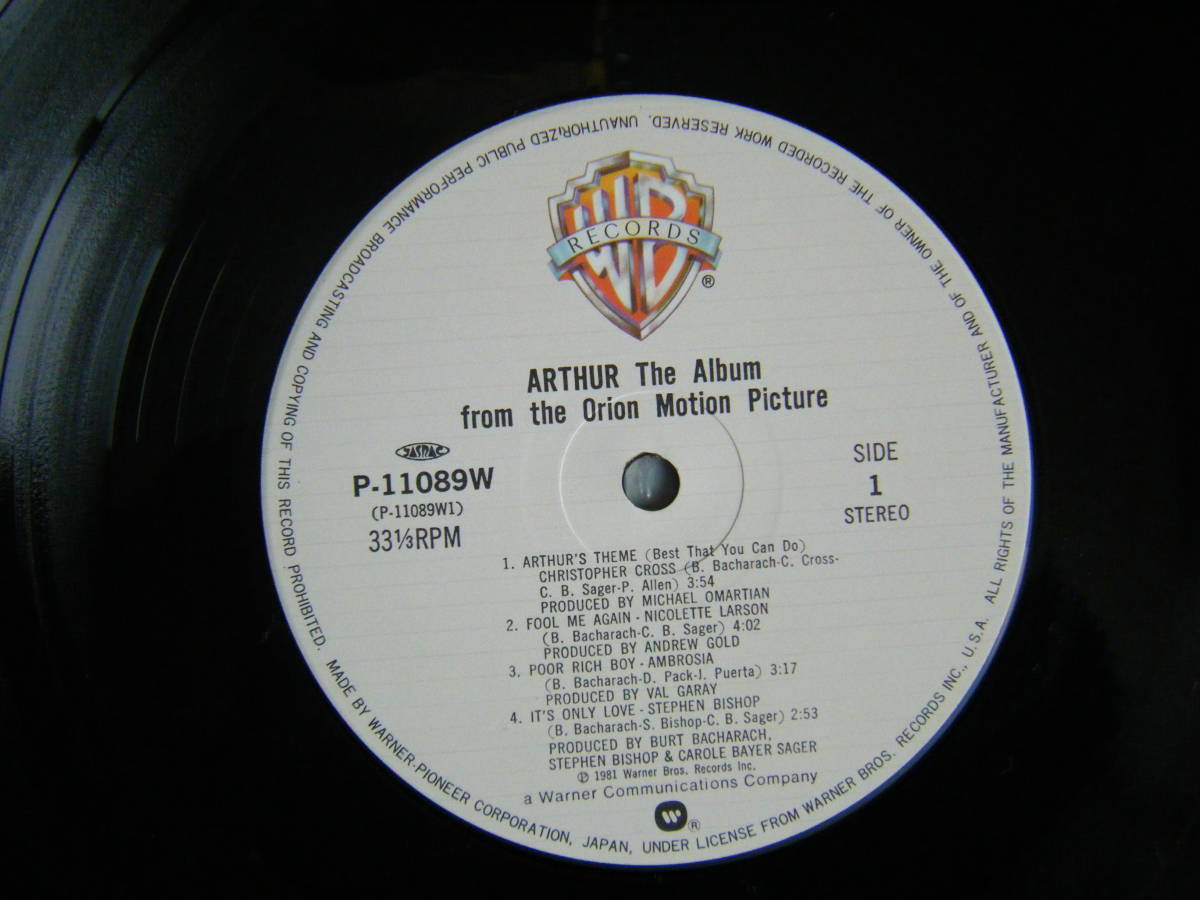 WB
RECORDS
®
ARTHUR The Album
from the Orion Motion Picture
JASRAC
P-11089W
(P-11089W1)
33⅓RPM
SIDE
1
STEREO
1. ARTHUR'S THEME (Best That You Can Do)
CHRISTOPHER CROSS (B. Bacharach-C. Cross-
C. B. Sager-P. Allen) 3:54
PRODUCED BY MICHAEL OMARTIAN
2. FOOL ME AGAIN - NICOLETTE LARSON
(B. Bacharach-C. B. Sager) 4:02
PRODUCED BY ANDREW GOLD
3. POOR RICH BOY - AMBROSIA
(B. Bacharach-D. Pack-J. Puerta) 3:17
PRODUCED BY VAL GARAY
4. IT'S ONLY LOVE - STEPHEN BISHOP
(B. Bacharach-S. Bishop-C. B. Sager) 2:53
PRODUCED BY BURT BACHARACH,
STEPHEN BISHOP & CAROLE BAYER SAGER
℗ 1981 Warner Bros. Records Inc.
a Warner Communications Company
®
MADE BY WARNER-PIONEER CORPORATION, JAPAN, UNDER LICENSE FROM WARNER BROS. RECORDS INC., U.S.A. ALL RIGHTS OF THE MANUFACTURER AND OF THE OWNER OF THE RECORDED WORK RESERVED. UNAUTHORIZED PUBLIC PERFORMANCE BROADCASTING AND COPYING OF THIS RECORD PROHIBITED.